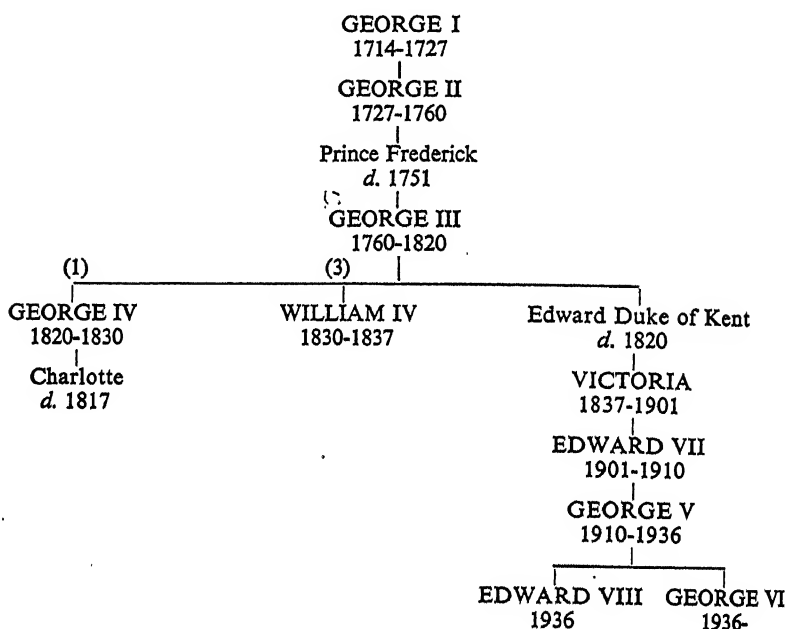 GEORGE I
1714-1727
GEORGE II
1727-1760
Prince Frederick
d. 1751
GEORGE III
1760-1820
(1) (3)
GEORGE IV WILLIAM IV Edward Duke of Kent
1820-1830 1830-1837 d. 1820
Charlotte VICTORIA
d. 1817 1837-1901
EDWARD VII
1901-1910
GEORGE V
1910-1936
EDWARD VIII GEORGE VI
1936 1936-